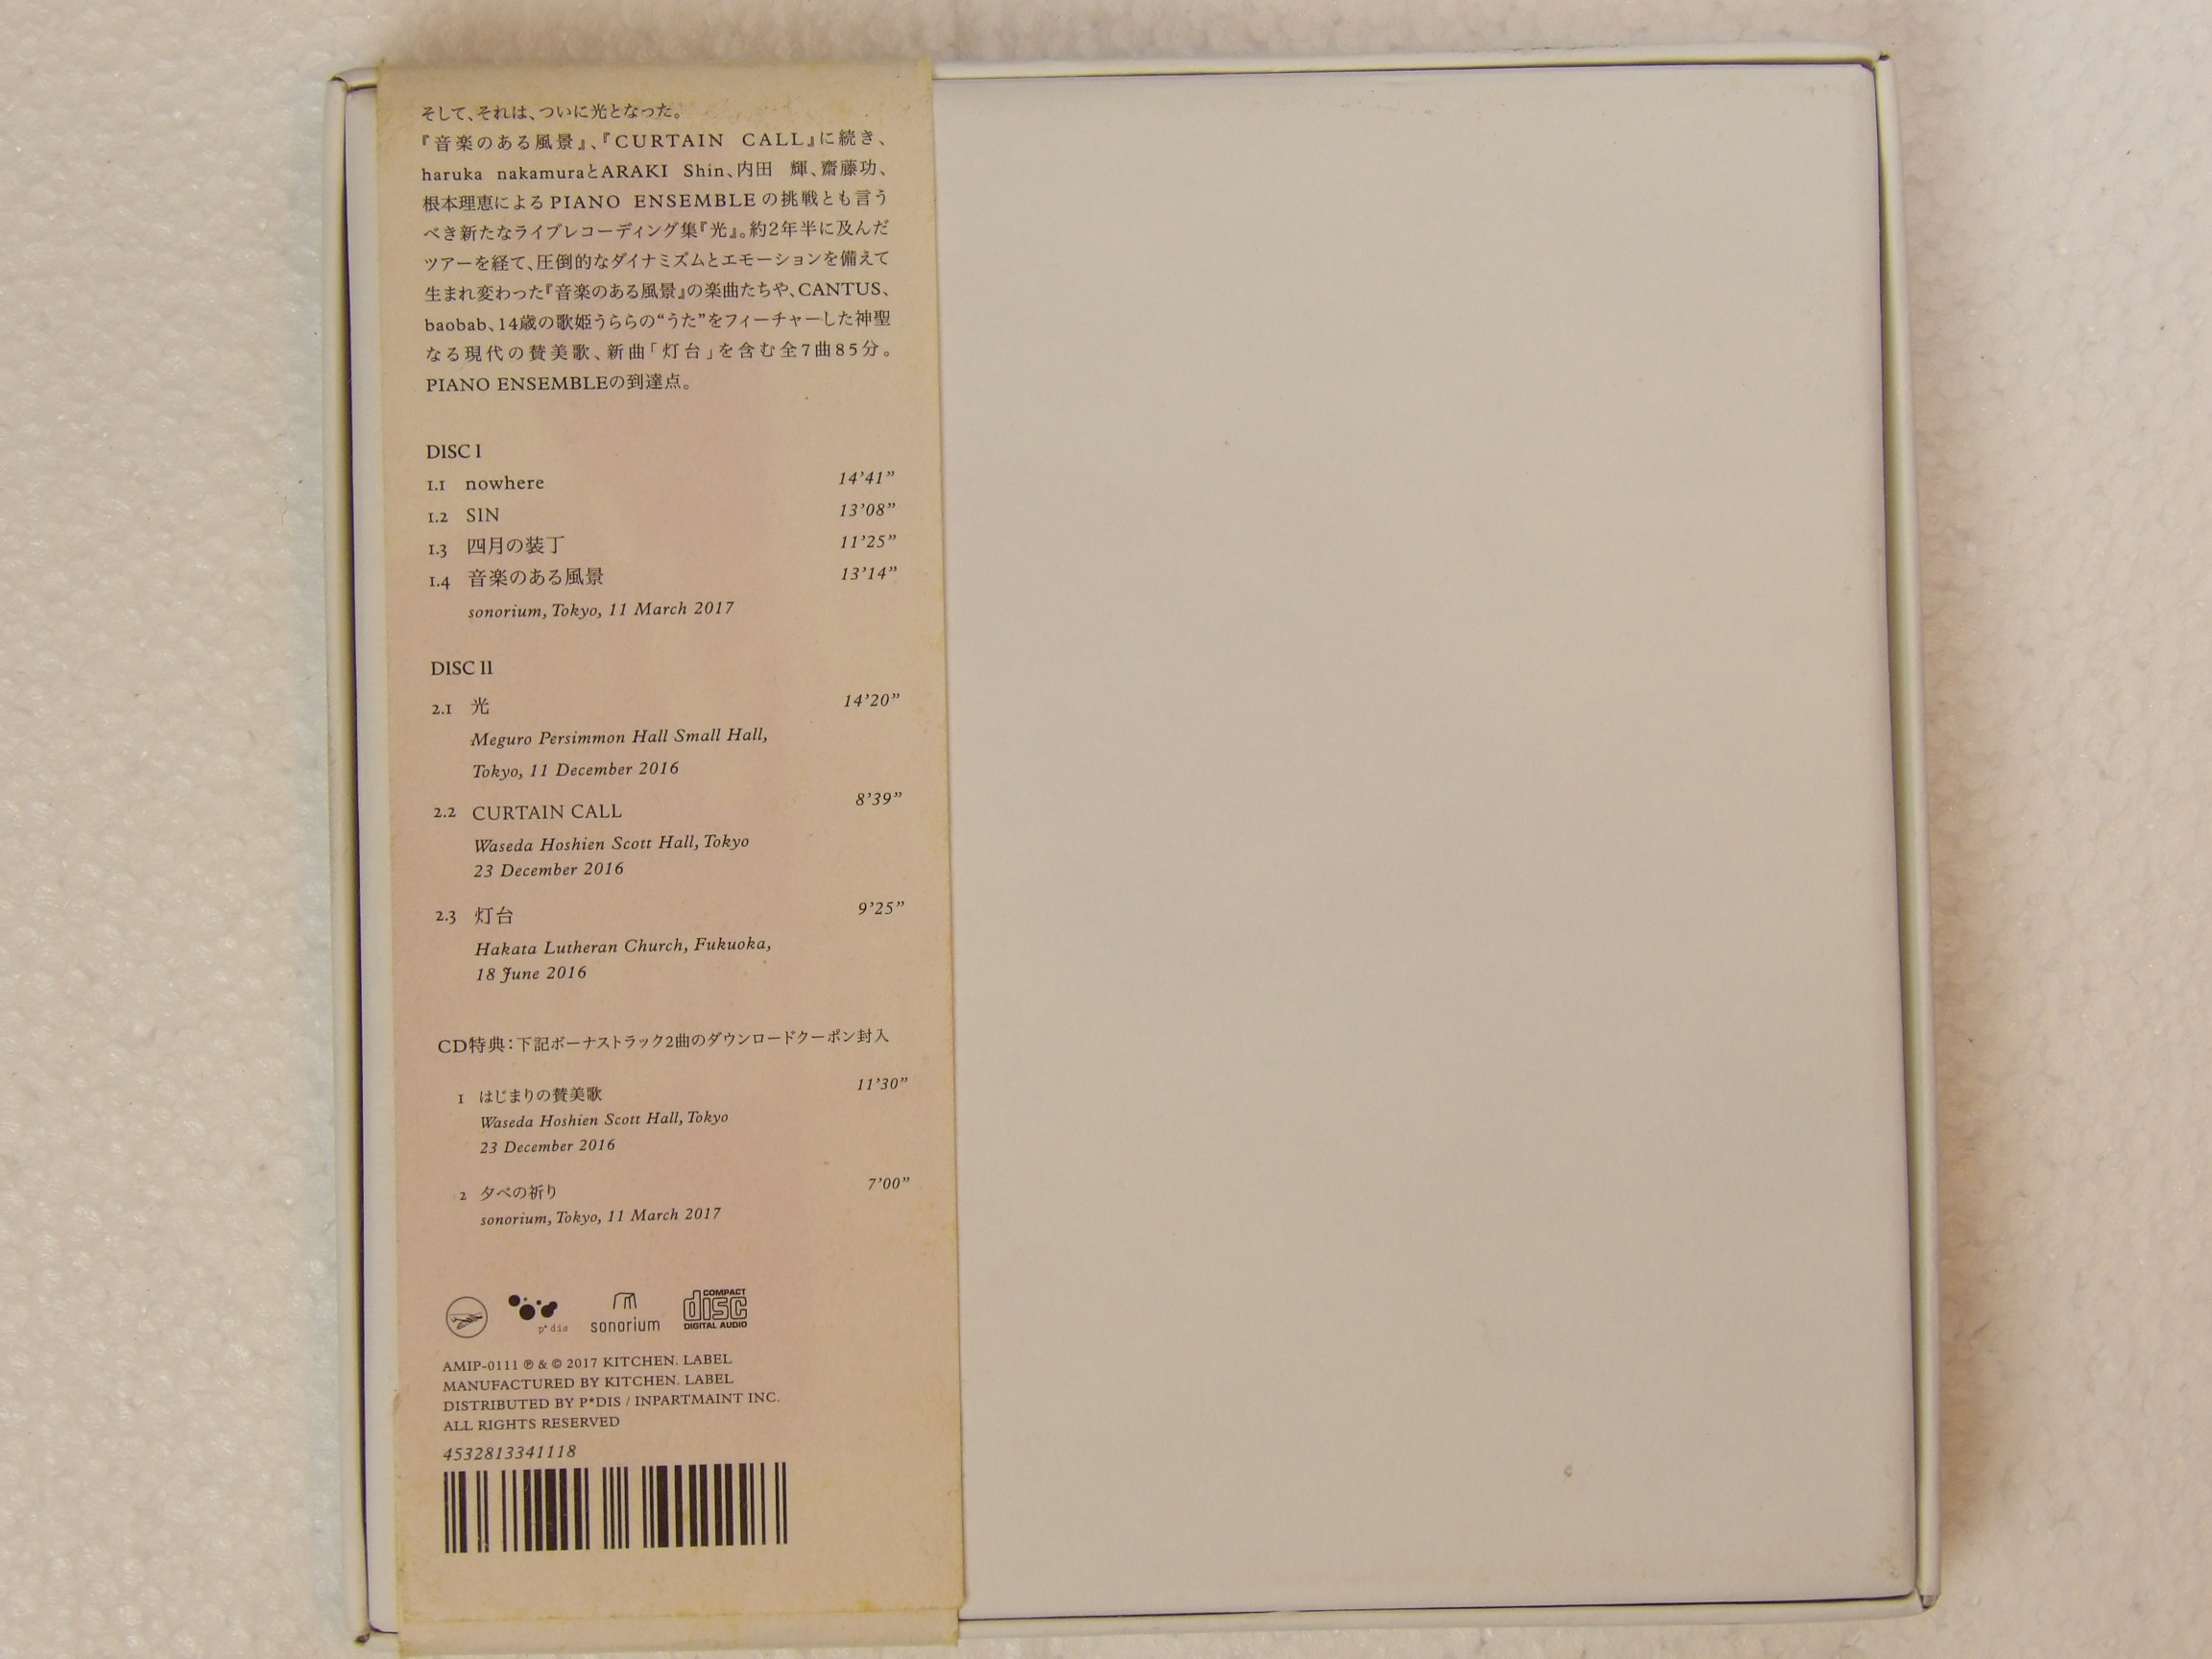 そして、それは、ついに光となった。
『音楽のある風景』、『CURTAIN CALL』に続き、
haruka nakamuraとARAKI Shin、内田 輝、齋藤功、
根本理恵による PIANO ENSEMBLE の挑戦とも言う
べき新たなライブレコーディング集『光』。約2年半に及んだ
ツアーを経て、圧倒的なダイナミズムとエモーションを備えて
生まれ変わった『音楽のある風景』の楽曲たちや、CANTUS、
baobab、14歳の歌姫うららの“うた”をフィーチャーした神聖
なる現代の賛美歌、新曲「灯台」を含む全7曲85分。
PIANO ENSEMBLEの到達点。
DISC I
1.1 nowhere 14’41”
1.2 SIN 13’08”
1.3 四月の装丁 11’25”
1.4 音楽のある風景 13’14”
sonorium, Tokyo, 11 March 2017
DISC II
2.1 光 14’20”
Meguro Persimmon Hall Small Hall,
Tokyo, 11 December 2016
2.2 CURTAIN CALL 8’39”
Waseda Hoshien Scott Hall, Tokyo
23 December 2016
2.3 灯台 9’25”
Hakata Lutheran Church, Fukuoka,
18 June 2016
CD特典：下記ボーナストラック2曲のダウンロードクーポン封入
1 はじまりの賛美歌 11’30”
Waseda Hoshien Scott Hall, Tokyo
23 December 2016
2 夕べの祈り 7’00”
sonorium, Tokyo, 11 March 2017
p*dis
sonorium
COMPACT
disc
DIGITAL AUDIO
AMIP-0111 ℗ & © 2017 KITCHEN. LABEL
MANUFACTURED BY KITCHEN. LABEL
DISTRIBUTED BY P*DIS / INPARTMAINT INC.
ALL RIGHTS RESERVED
4532813341118